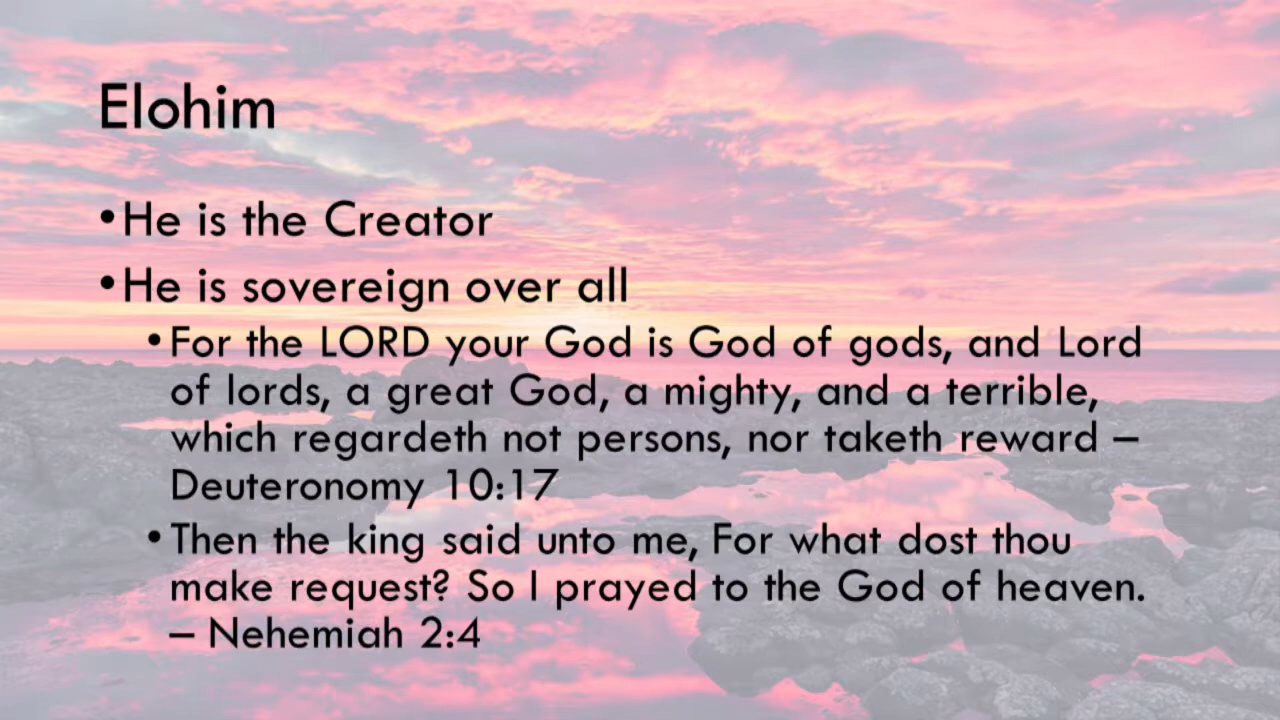 Elohim
•He is the Creator
•He is sovereign over all
•For the LORD your God is God of gods, and Lord
of lords, a great God, a mighty, and a terrible,
which regardeth not persons, nor taketh reward –
Deuteronomy 10:17
•Then the king said unto me, For what dost thou
make request? So I prayed to the God of heaven.
– Nehemiah 2:4